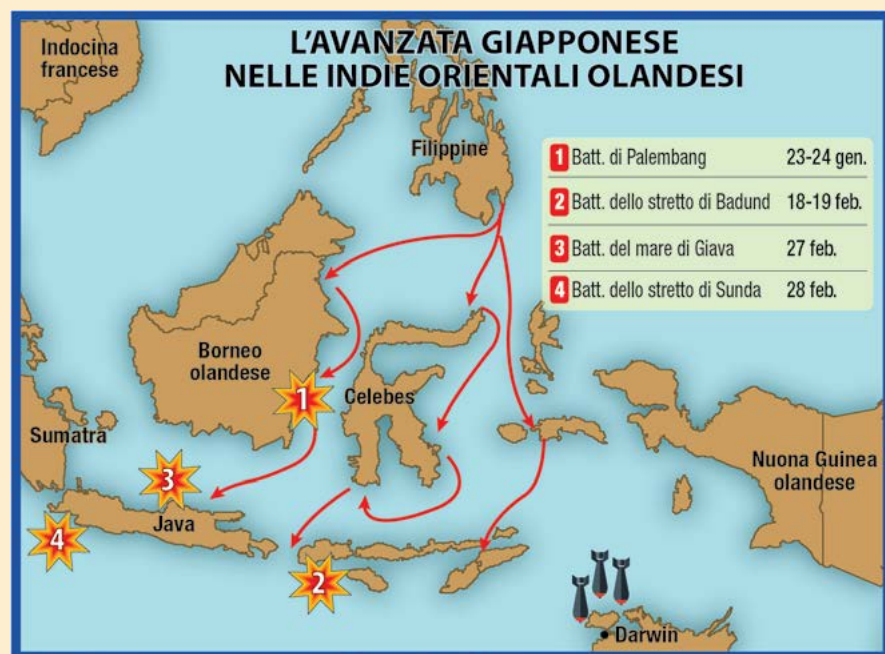 L'AVANZATA GIAPPONESE
NELLE INDIE ORIENTALI OLANDESI
Indocina
francese
Filippine
1 Batt. di Palembang 23-24 gen.
2 Batt. dello stretto di Badund 18-19 feb.
3 Batt. del mare di Giava 27 feb.
4 Batt. dello stretto di Sunda 28 feb.
Borneo
olandese
1
Celebes
Sumatra
Nuona Guinea
olandese
3
Java
4
2
Darwin